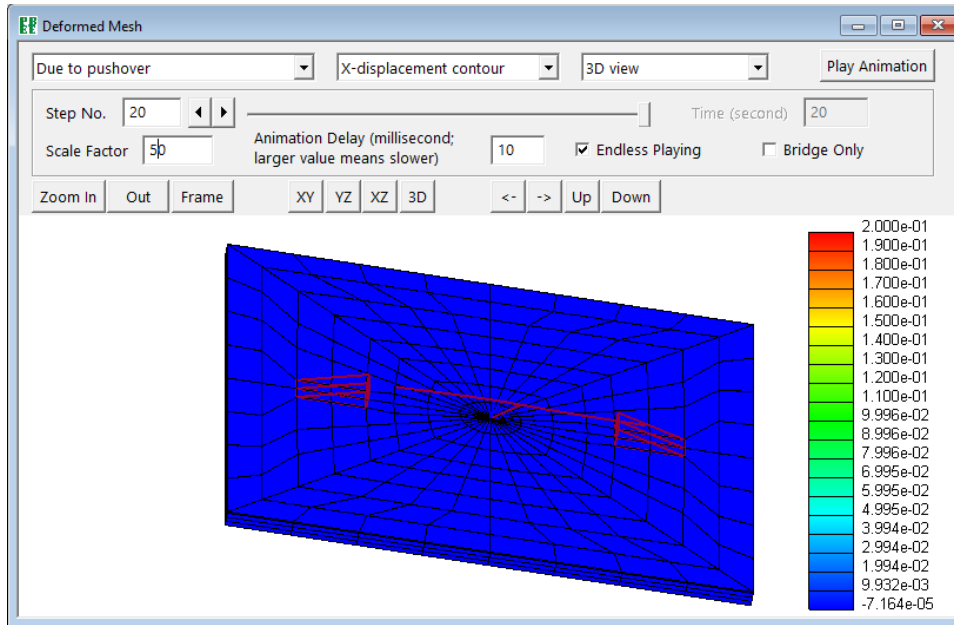 Deformed Mesh
Due to pushover X-displacement contour 3D view Play Animation
Step No. 20 Time (second) 20
Animation Delay (millisecond;
Scale Factor 50 larger value means slower) 10 Endless Playing Bridge Only
Zoom In Out Frame XY YZ XZ 3D <- -> Up Down
2.000e-01
1.900e-01
1.800e-01
1.700e-01
1.600e-01
1.500e-01
1.400e-01
1.300e-01
1.200e-01
1.100e-01
9.996e-02
8.996e-02
7.996e-02
6.995e-02
5.995e-02
4.995e-02
3.994e-02
2.994e-02
1.994e-02
9.932e-03
-7.164e-05